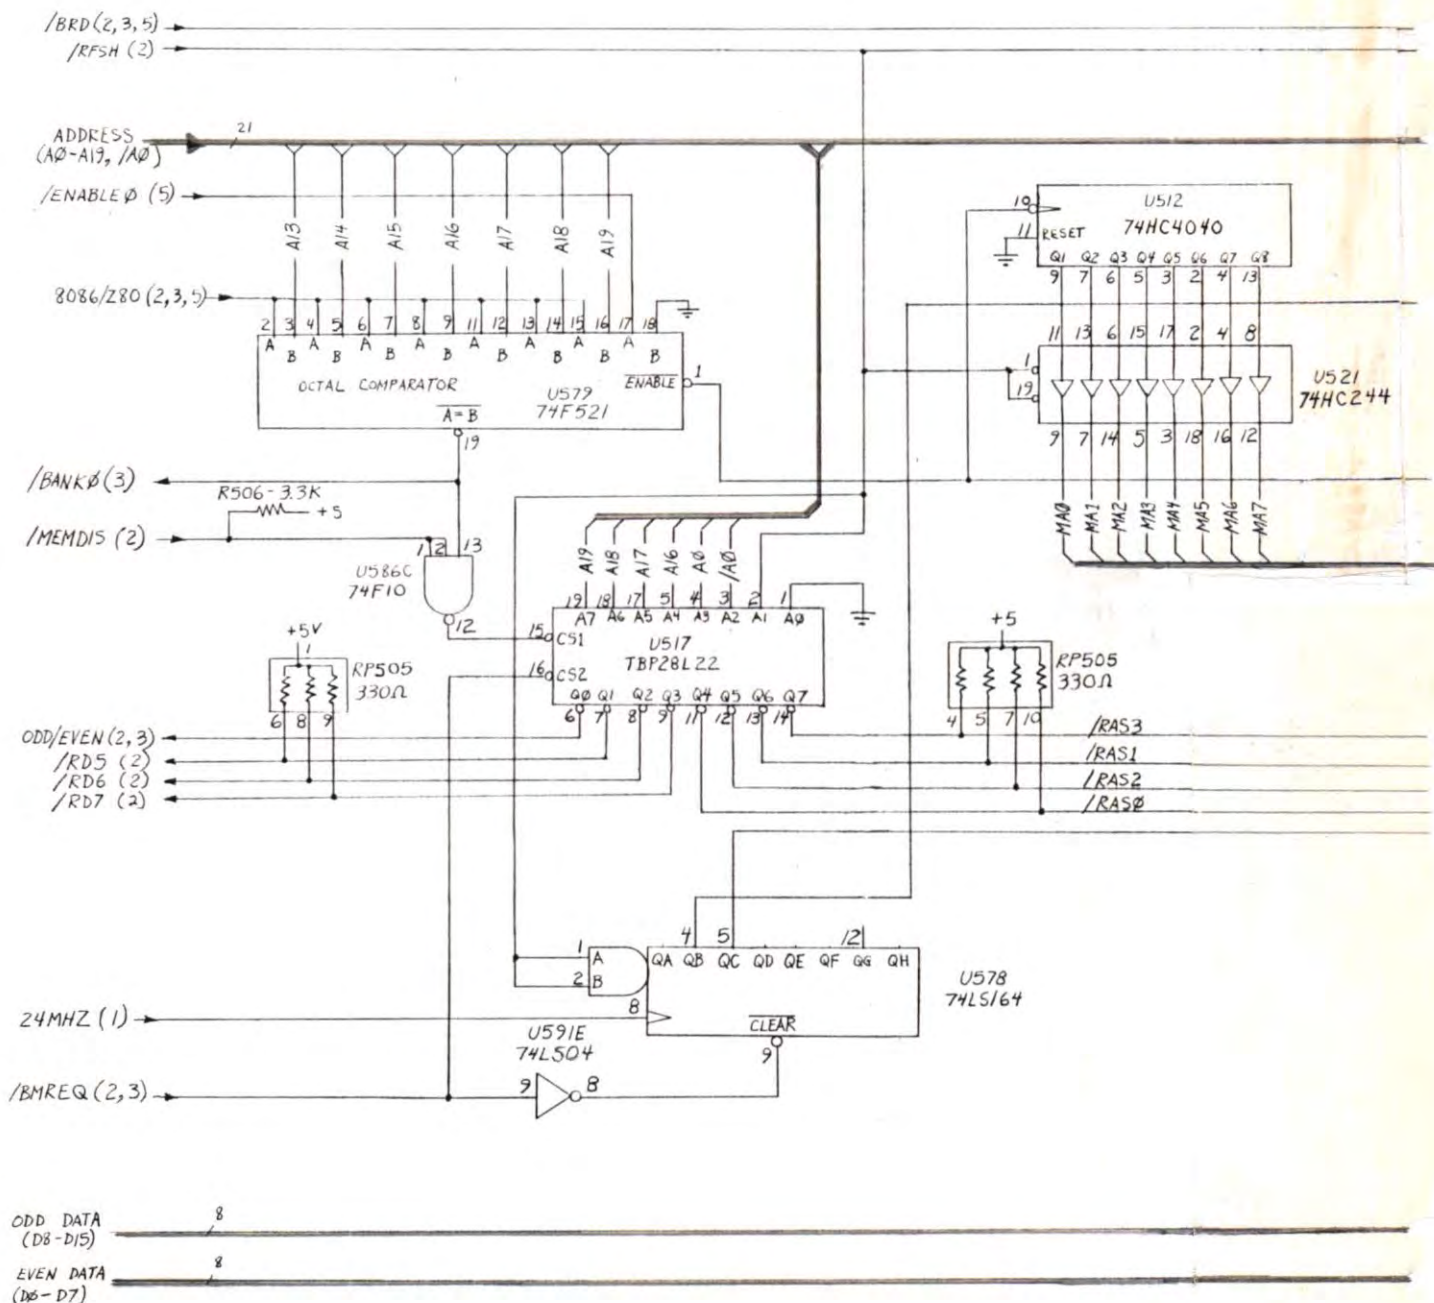 /BRD (2,3,5)
/RFSH (2)
ADDRESS
(AØ-A19, /AØ)
21
/ENABLEØ (5)
A13 A14 A15 A16 A17 A18 A19
8086/Z80 (2,3,5)
2 3 4 5 6 7 8 9 11 12 13 14 15 16 17 18
A B A B A B A B A B A B A B A B
OCTAL COMPARATOR
ENABLE
1
U579
74F521
A=B
19
10
11
RESET
U512
74HC4040
Q1 Q2 Q3 Q4 Q5 Q6 Q7 Q8
9 7 6 5 3 2 4 13
11 13 6 15 17 2 4 8
1
19
U521
74HC244
9 7 14 5 3 18 16 12
MAØ MA1 MA2 MA3 MA4 MA5 MA6 MA7
/BANKØ (3)
R506-3.3K
+5
/MEMDIS (2)
1 2 13
U586C
74F10
12
A19 A18 A17 A16 AØ /AØ
19 18 17 5 4 3 2 1
A7 A6 A5 A4 A3 A2 A1 AØ
15 CS1
16 CS2
U517
TBP28L22
QØ Q1 Q2 Q3 Q4 Q5 Q6 Q7
6 7 8 9 11 12 13 14
+5V
1
RP505
330Ω
6 8 9
+5
RP505
330Ω
4 5 7 10
ODD/EVEN (2,3)
/RD5 (2)
/RD6 (2)
/RD7 (2)
/RAS3
/RAS1
/RAS2
/RASØ
4 5 12
1 A
2 B
QA QB QC QD QE QF QG QH
U578
74LS164
8
CLEAR
9
24MHZ (1)
U591E
74LS04
9 8
/BMREQ (2,3)
ODD DATA
(D8-D15)
8
EVEN DATA
(DØ-D7)
8